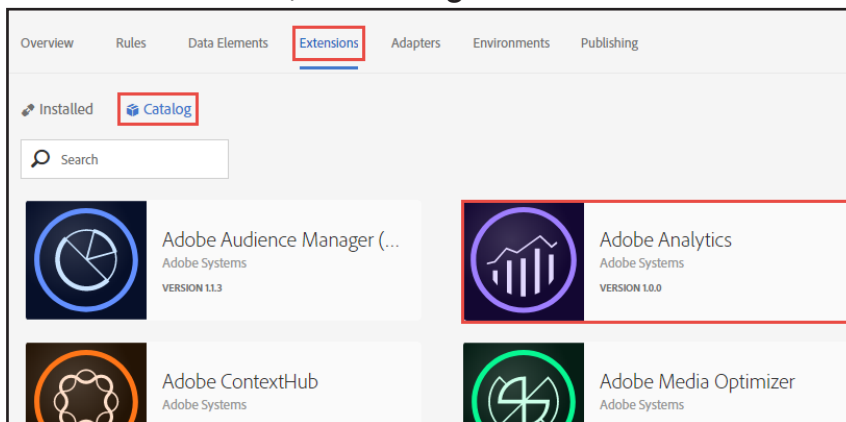 Overview Rules Data Elements Extensions Adapters Environments Publishing
Installed Catalog
Search
Adobe Audience Manager (...
Adobe Systems
VERSION 1.1.3
Adobe Analytics
Adobe Systems
VERSION 1.0.0
Adobe ContextHub
Adobe Systems
Adobe Media Optimizer
Adobe Systems